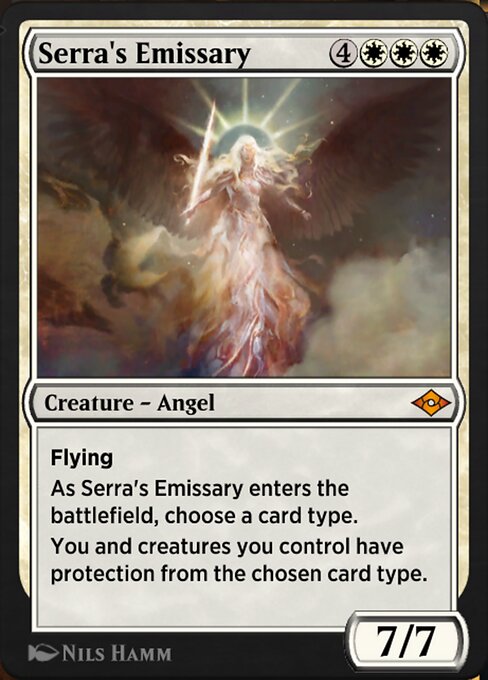 Serra's Emissary 4
Creature – Angel
Flying
As Serra's Emissary enters the
battlefield, choose a card type.
You and creatures you control have
protection from the chosen card type.
7/7
Nils Hamm